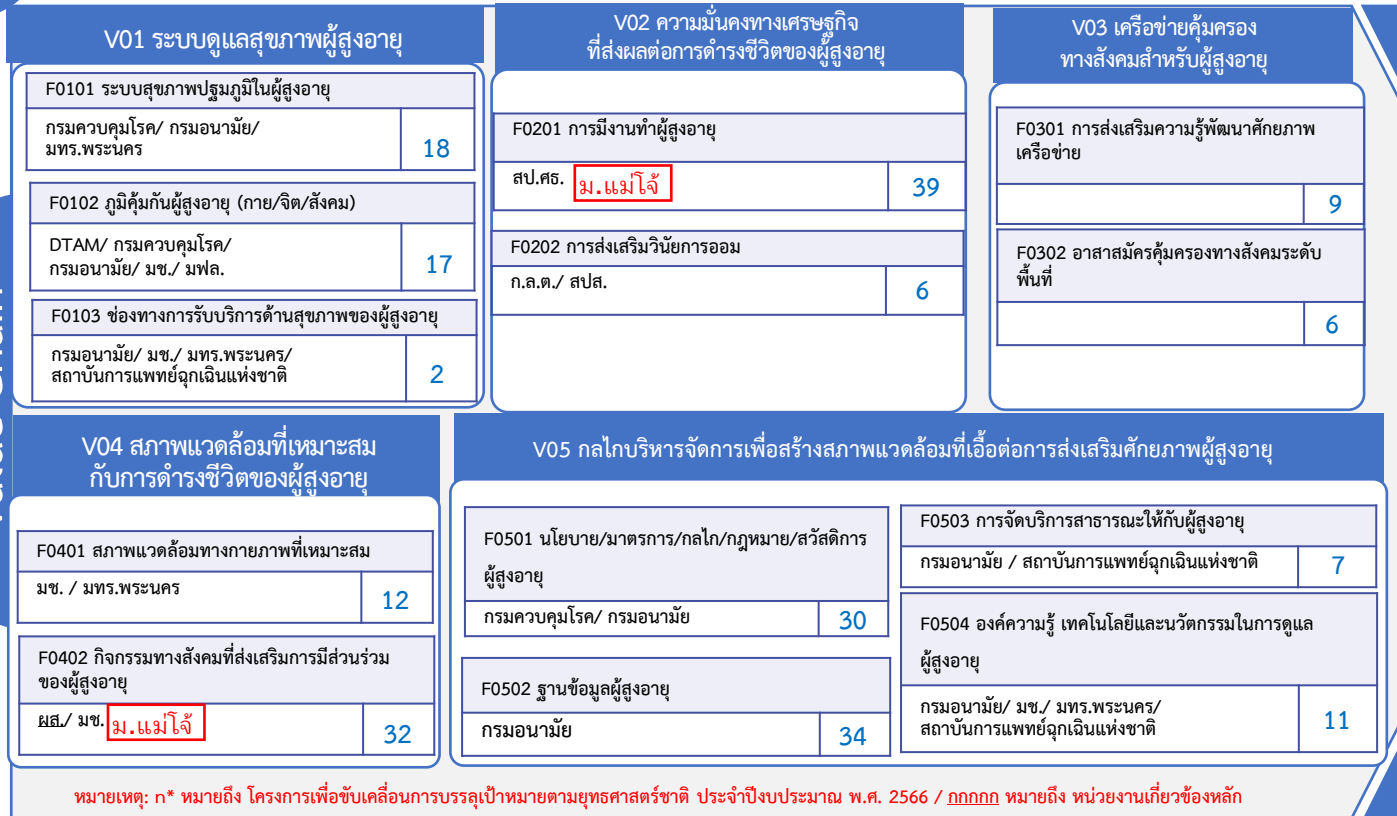 V01 ระบบดูแลสุขภาพผู้สูงอายุ
F0101 ระบบสุขภาพปฐมภูมิในผู้สูงอายุ
กรมควบคุมโรค/ กรมอนามัย/
มทร.พระนคร
18
F0102 ภูมิคุ้มกันผู้สูงอายุ (กาย/จิต/สังคม)
DTAM/ กรมควบคุมโรค/
กรมอนามัย/ มช./ มฟล.
17
F0103 ช่องทางการรับบริการด้านสุขภาพของผู้สูงอายุ
กรมอนามัย/ มช./ มทร.พระนคร/
สถาบันการแพทย์ฉุกเฉินแห่งชาติ
2
V02 ความมั่นคงทางเศรษฐกิจ
ที่ส่งผลต่อการดำรงชีวิตของผู้สูงอายุ
F0201 การมีงานทำผู้สูงอายุ
สป.ศธ. ม.แม่โจ้
39
F0202 การส่งเสริมวินัยการออม
ก.ล.ต./ สปส.
6
V03 เครือข่ายคุ้มครอง
ทางสังคมสำหรับผู้สูงอายุ
F0301 การส่งเสริมความรู้พัฒนาศักยภาพ
เครือข่าย
9
F0302 อาสาสมัครคุ้มครองทางสังคมระดับ
พื้นที่
6
V04 สภาพแวดล้อมที่เหมาะสม
กับการดำรงชีวิตของผู้สูงอายุ
F0401 สภาพแวดล้อมทางกายภาพที่เหมาะสม
มช. / มทร.พระนคร
12
F0402 กิจกรรมทางสังคมที่ส่งเสริมการมีส่วนร่วม
ของผู้สูงอายุ
ผส./ มช. ม.แม่โจ้
32
V05 กลไกบริหารจัดการเพื่อสร้างสภาพแวดล้อมที่เอื้อต่อการส่งเสริมศักยภาพผู้สูงอายุ
F0501 นโยบาย/มาตรการ/กลไก/กฎหมาย/สวัสดิการ
ผู้สูงอายุ
กรมควบคุมโรค/ กรมอนามัย
30
F0502 ฐานข้อมูลผู้สูงอายุ
กรมอนามัย
34
F0503 การจัดบริการสาธารณะให้กับผู้สูงอายุ
กรมอนามัย / สถาบันการแพทย์ฉุกเฉินแห่งชาติ
7
F0504 องค์ความรู้ เทคโนโลยีและนวัตกรรมในการดูแล
ผู้สูงอายุ
กรมอนามัย/ มช./ มทร.พระนคร/
สถาบันการแพทย์ฉุกเฉินแห่งชาติ
11
หมายเหตุ: n* หมายถึง โครงการเพื่อขับเคลื่อนการบรรลุเป้าหมายตามยุทธศาสตร์ชาติ ประจำปีงบประมาณ พ.ศ. 2566 / กกกกก หมายถึง หน่วยงานเกี่ยวข้องหลัก